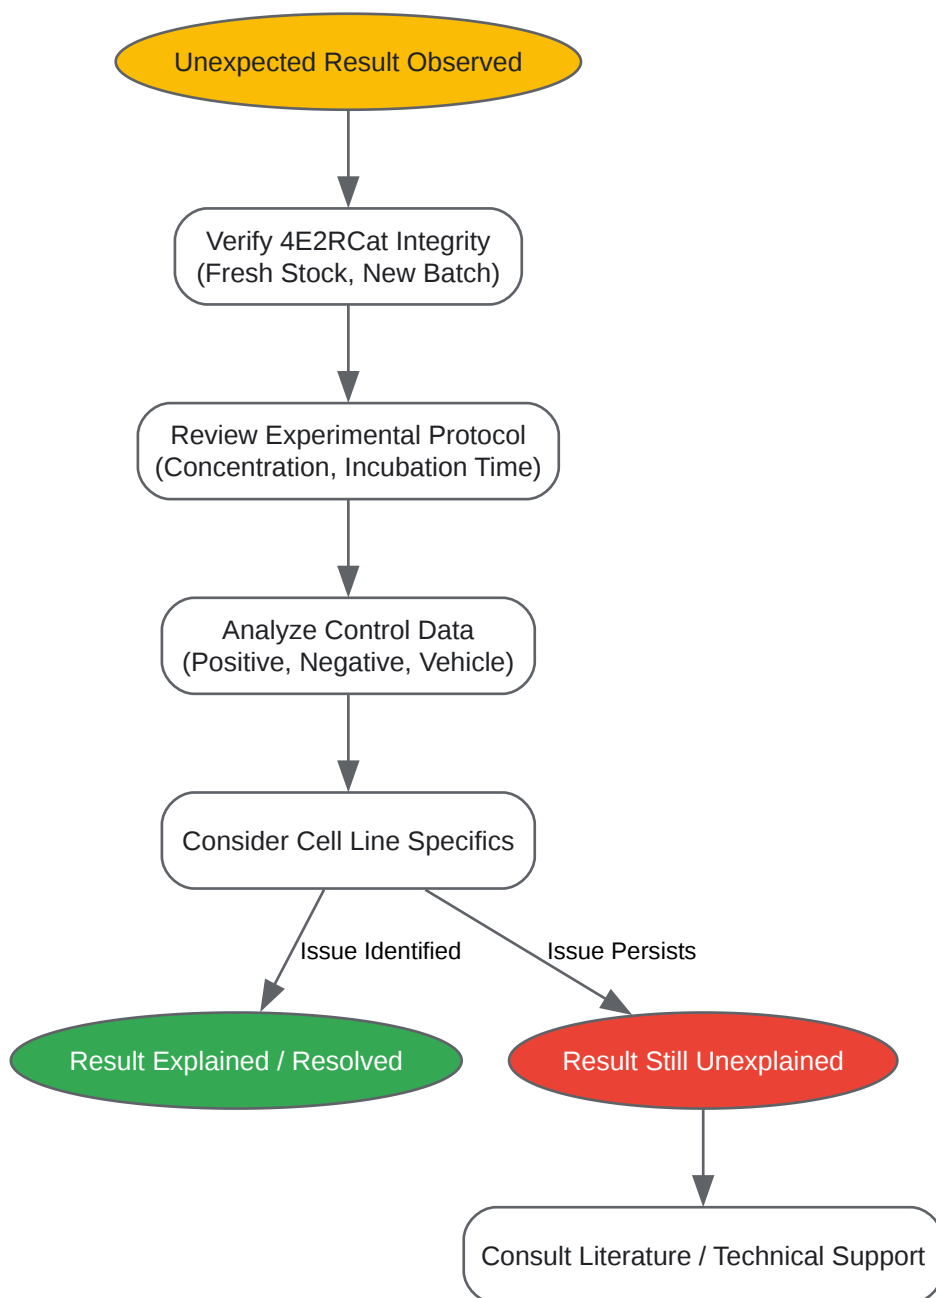 Unexpected Result Observed
Verify 4E2RCat Integrity
(Fresh Stock, New Batch)
Review Experimental Protocol
(Concentration, Incubation Time)
Analyze Control Data
(Positive, Negative, Vehicle)
Consider Cell Line Specifics
Issue Identified
Issue Persists
Result Explained / Resolved
Result Still Unexplained
Consult Literature / Technical Support